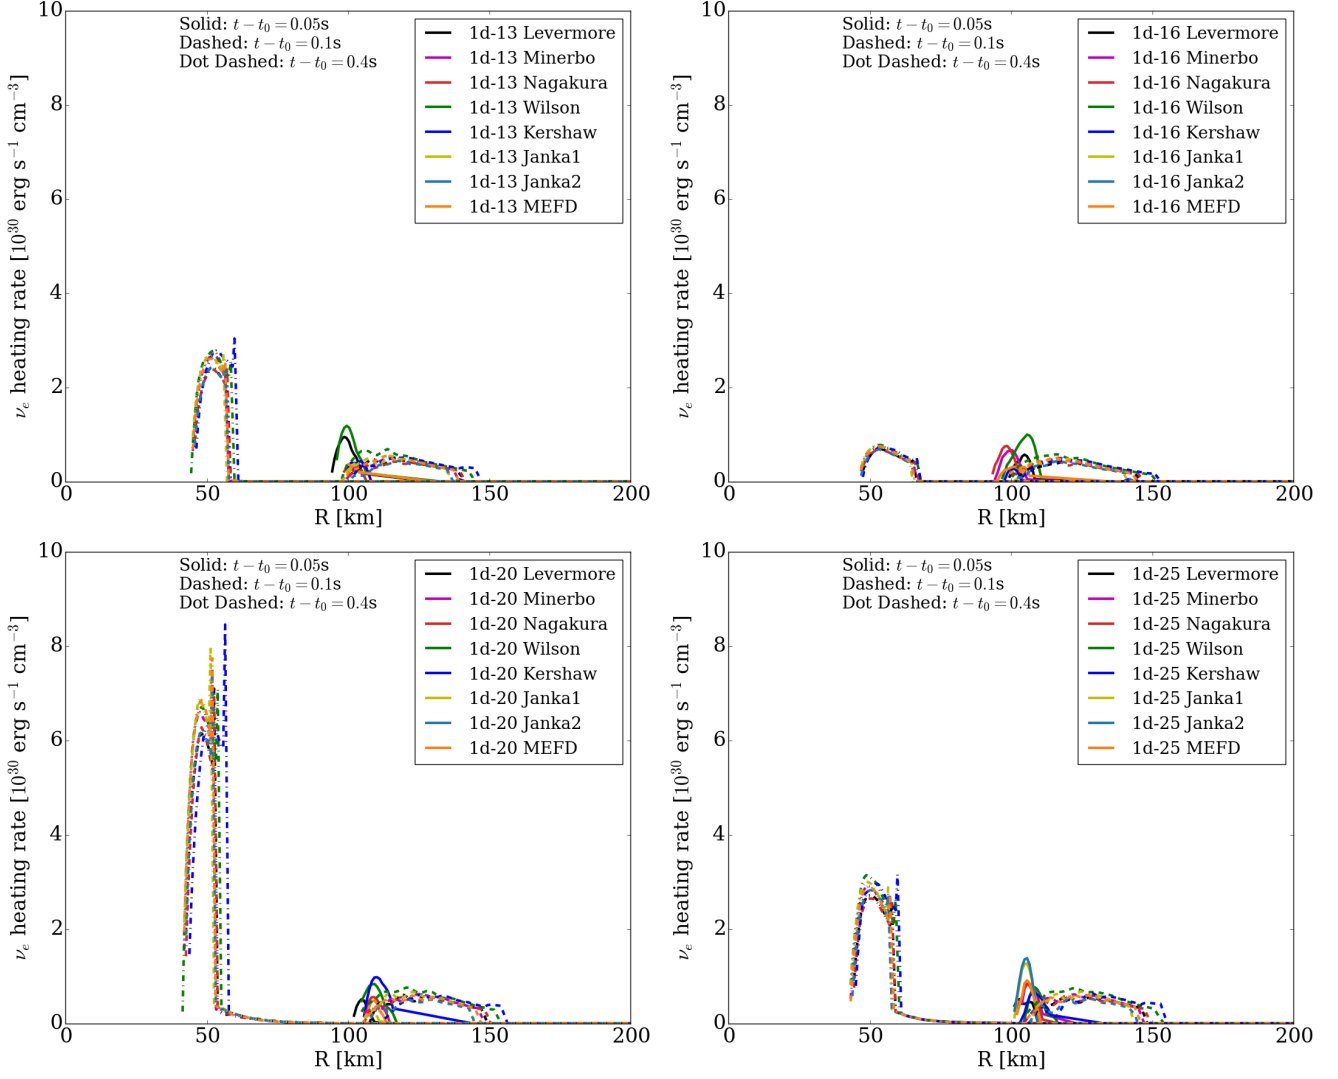 Solid: t − t₀ = 0.05s
Dashed: t − t₀ = 0.1s
Dot Dashed: t − t₀ = 0.4s
1d-13 Levermore
1d-13 Minerbo
1d-13 Nagakura
1d-13 Wilson
1d-13 Kershaw
1d-13 Janka1
1d-13 Janka2
1d-13 MEFD
νₑ heating rate [10³⁰ erg s⁻¹ cm⁻³]
10
8
6
4
2
0
0 50 100 150 200
R [km]
Solid: t − t₀ = 0.05s
Dashed: t − t₀ = 0.1s
Dot Dashed: t − t₀ = 0.4s
1d-16 Levermore
1d-16 Minerbo
1d-16 Nagakura
1d-16 Wilson
1d-16 Kershaw
1d-16 Janka1
1d-16 Janka2
1d-16 MEFD
νₑ heating rate [10³⁰ erg s⁻¹ cm⁻³]
10
8
6
4
2
0
0 50 100 150 200
R [km]
Solid: t − t₀ = 0.05s
Dashed: t − t₀ = 0.1s
Dot Dashed: t − t₀ = 0.4s
1d-20 Levermore
1d-20 Minerbo
1d-20 Nagakura
1d-20 Wilson
1d-20 Kershaw
1d-20 Janka1
1d-20 Janka2
1d-20 MEFD
νₑ heating rate [10³⁰ erg s⁻¹ cm⁻³]
10
8
6
4
2
0
0 50 100 150 200
R [km]
Solid: t − t₀ = 0.05s
Dashed: t − t₀ = 0.1s
Dot Dashed: t − t₀ = 0.4s
1d-25 Levermore
1d-25 Minerbo
1d-25 Nagakura
1d-25 Wilson
1d-25 Kershaw
1d-25 Janka1
1d-25 Janka2
1d-25 MEFD
νₑ heating rate [10³⁰ erg s⁻¹ cm⁻³]
10
8
6
4
2
0
0 50 100 150 200
R [km]